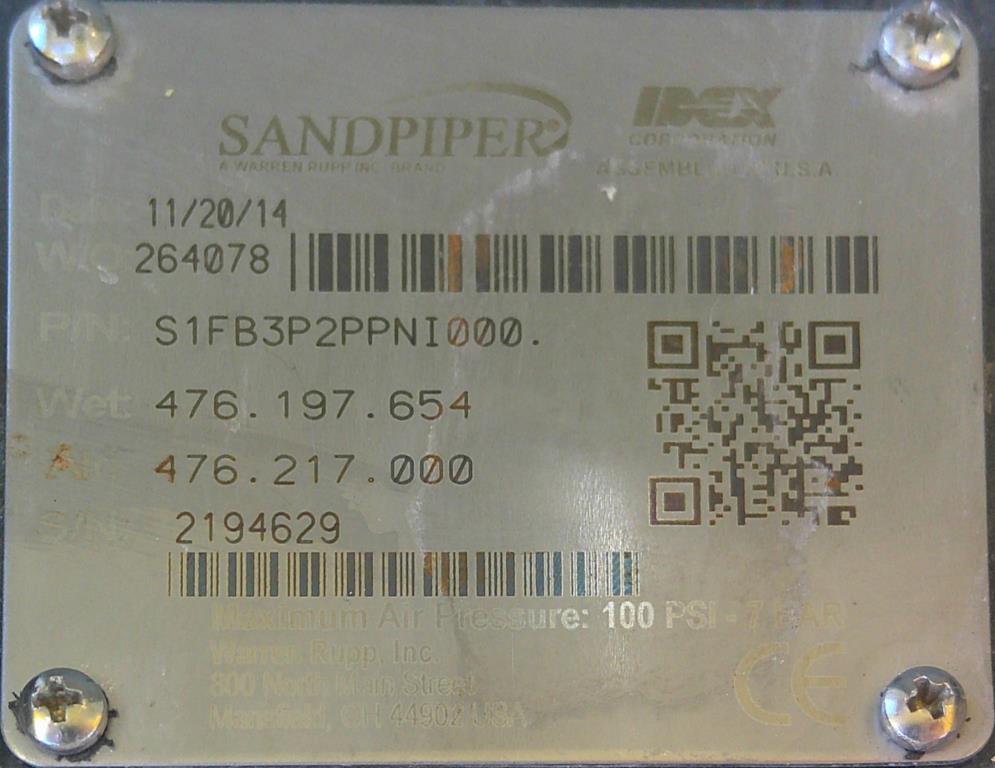 SANDPIPER®
A WARREN RUPP INC. BRAND
IDEX
CORPORATION
ASSEMBLED IN U.S.A
Date: 11/20/14
W/O: 264078
P/N: S1FB3P2PPNI000.
Wet: 476.197.654
Air: 476.217.000
S/N: 2194629
Maximum Air Pressure: 100 PSI - 7 BAR
Warren Rupp, Inc.
800 North Main Street
Mansfield, OH 44902 USA
CE